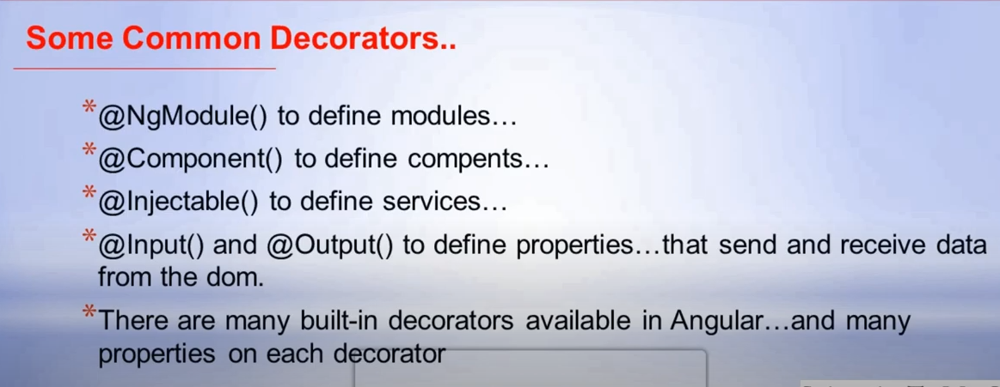 Some Common Decorators..
*@NgModule() to define modules...
*@Component() to define compents...
*@Injectable() to define services...
*@Input() and @Output() to define properties...that send and receive data
from the dom.
*There are many built-in decorators available in Angular...and many
properties on each decorator